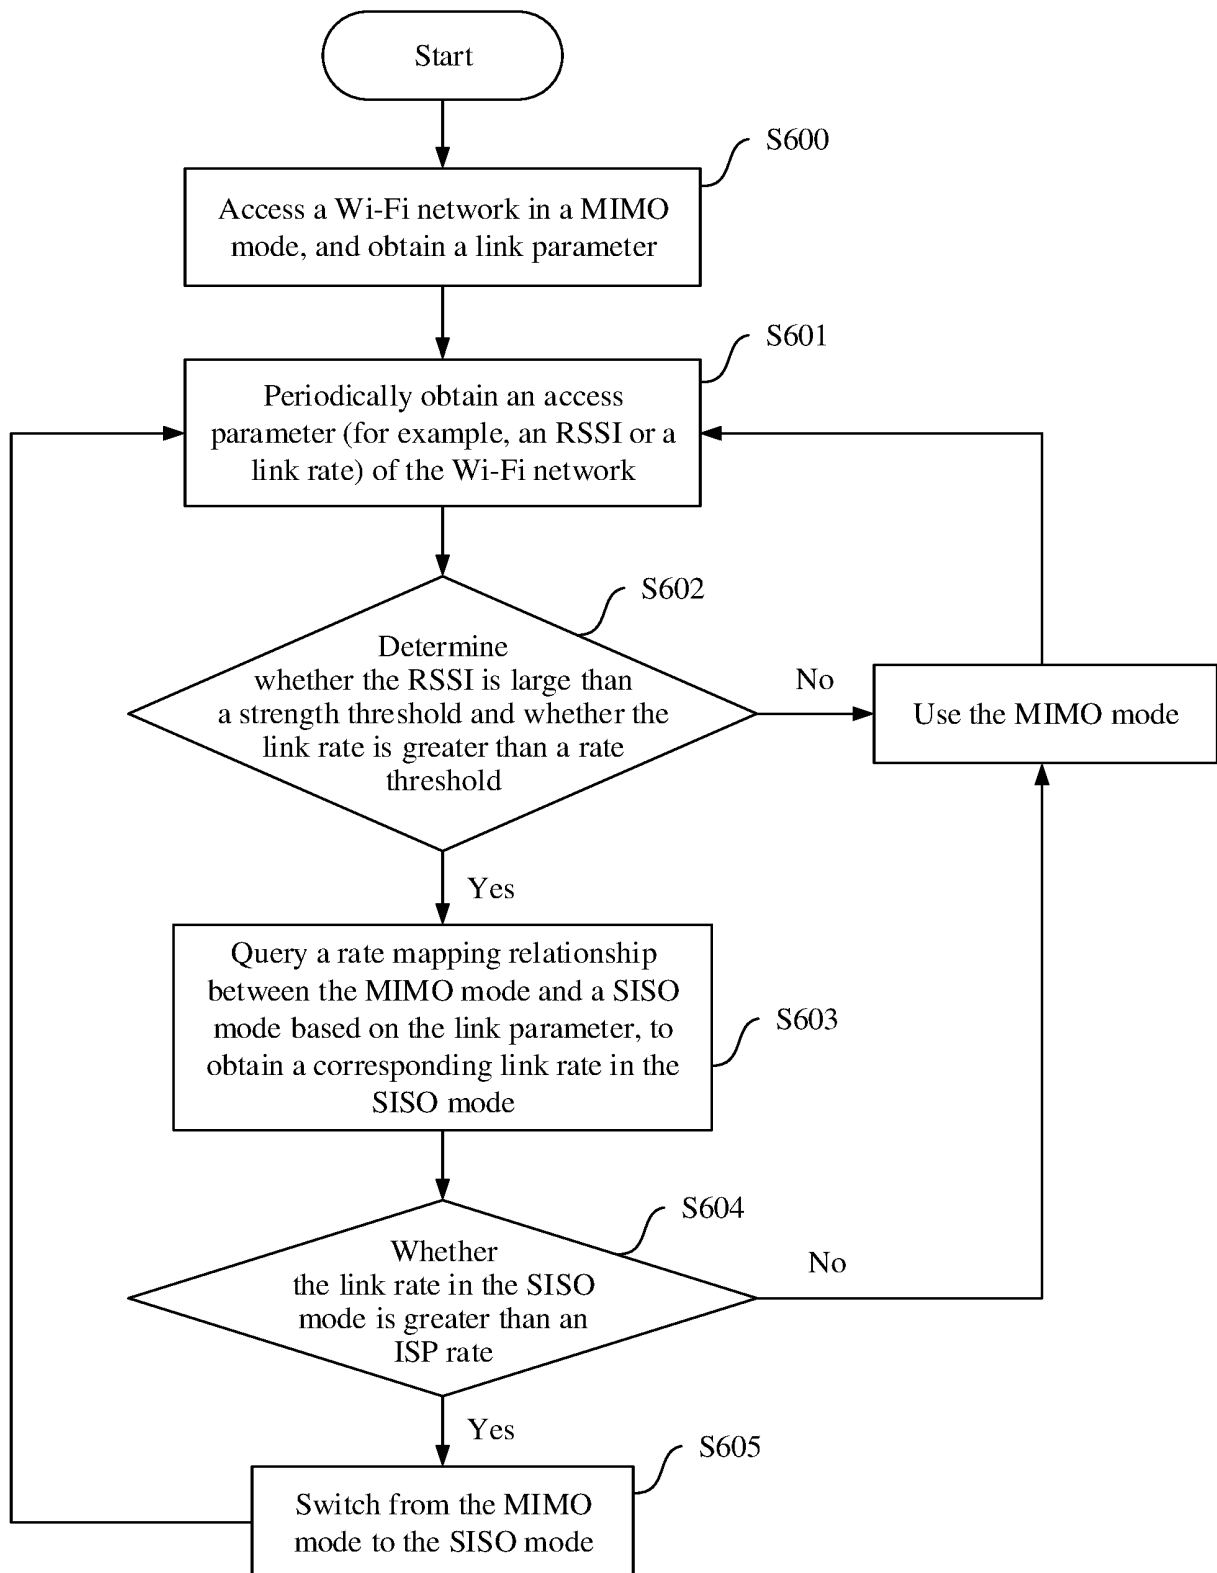 Start
S600
Access a Wi-Fi network in a MIMO
mode, and obtain a link parameter
S601
Periodically obtain an access
parameter (for example, an RSSI or a
link rate) of the Wi-Fi network
S602
Determine
whether the RSSI is large than
a strength threshold and whether the
link rate is greater than a rate
threshold
No
Use the MIMO mode
Yes
Query a rate mapping relationship
between the MIMO mode and a SISO
mode based on the link parameter, to
obtain a corresponding link rate in the
SISO mode
S603
S604
Whether
the link rate in the SISO
mode is greater than an
ISP rate
No
Yes
S605
Switch from the MIMO
mode to the SISO mode